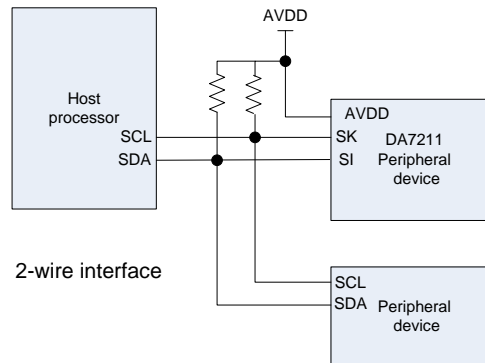 AVDD
Host
processor
SCL
SDA
AVDD
SK
DA7211
SI
Peripheral
device
2-wire interface
SCL
SDA
Peripheral
device